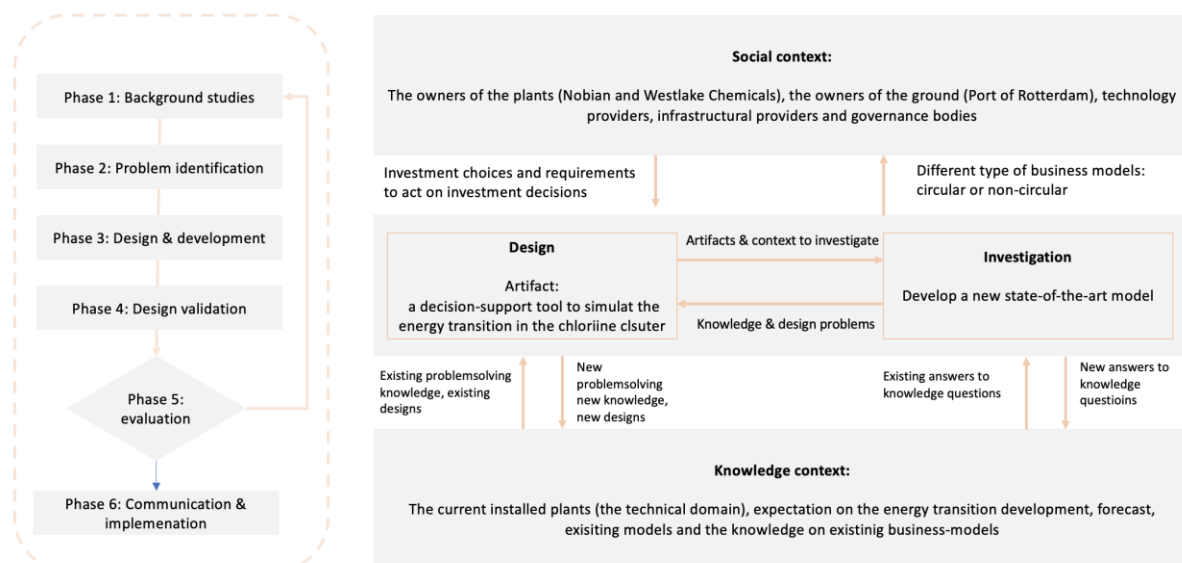 Phase 1: Background studies
Phase 2: Problem identification
Phase 3: Design & development
Phase 4: Design validation
Phase 5:
evaluation
Phase 6: Communication &
implemenation
Social context:
The owners of the plants (Nobian and Westlake Chemicals), the owners of the ground (Port of Rotterdam), technology
providers, infrastructural providers and governance bodies
Investment choices and requirements
to act on investment decisions
Different type of business models:
circular or non-circular
Design
Artifact:
a decision-support tool to simulat the
energy transition in the chloriine clsuter
Artifacts & context to investigate
Knowledge & design problems
Investigation
Develop a new state-of-the-art model
Existing problemsolving
knowledge, existing
designs
New
problemsolving
new knowledge,
new designs
Existing answers to
knowledge questions
New answers to
knowledge
questioins
Knowledge context:
The current installed plants (the technical domain), expectation on the energy transition development, forecast,
exisiting models and the knowledge on existinig business-models